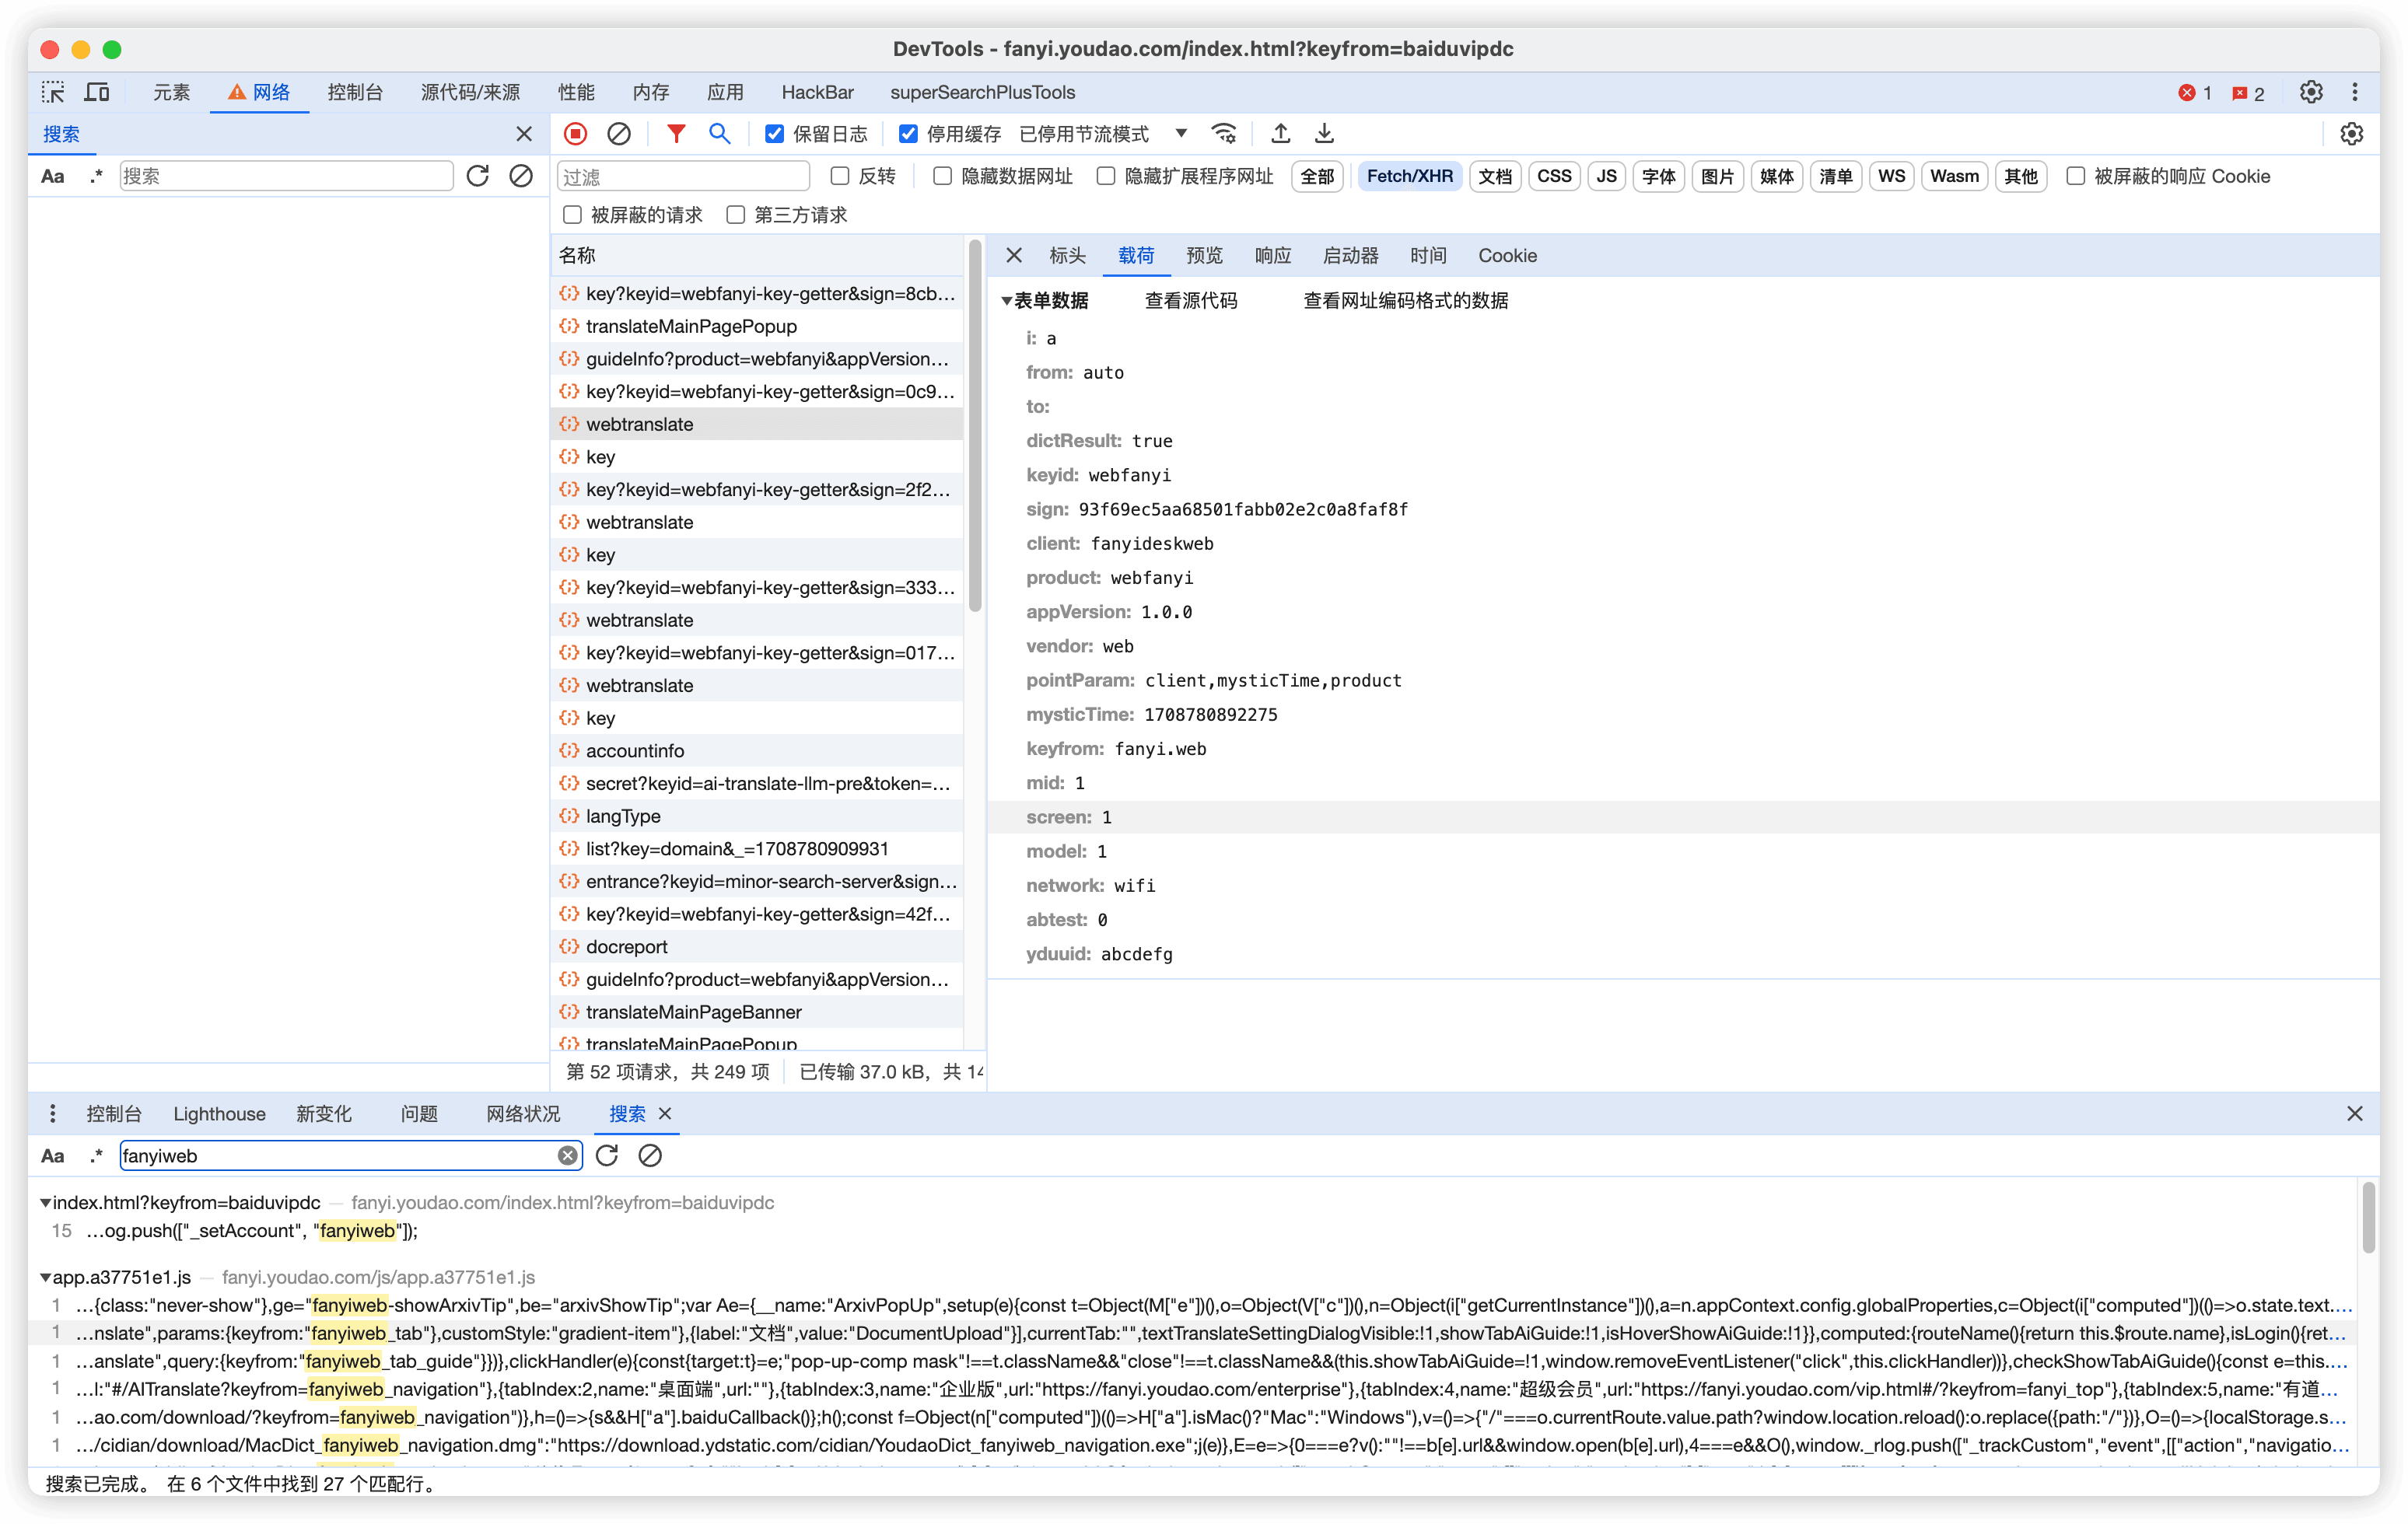 DevTools - fanyi.youdao.com/index.html?keyfrom=baiduvipdc
元素 网络 控制台 源代码/来源 性能 内存 应用 HackBar superSearchPlusTools 1 2
搜索
保留日志 停用缓存 已停用节流模式
Aa .* 搜索
过滤 反转 隐藏数据网址 隐藏扩展程序网址 全部 Fetch/XHR 文档 CSS JS 字体 图片 媒体 清单 WS Wasm 其他 被屏蔽的响应 Cookie
被屏蔽的请求 第三方请求
名称
key?keyid=webfanyi-key-getter&sign=8cb…
translateMainPagePopup
guideInfo?product=webfanyi&appVersion…
key?keyid=webfanyi-key-getter&sign=0c9…
webtranslate
key
key?keyid=webfanyi-key-getter&sign=2f2…
webtranslate
key
key?keyid=webfanyi-key-getter&sign=333…
webtranslate
key?keyid=webfanyi-key-getter&sign=017…
webtranslate
key
accountinfo
secret?keyid=ai-translate-llm-pre&token=…
langType
list?key=domain&_=1708780909931
entrance?keyid=minor-search-server&sign…
key?keyid=webfanyi-key-getter&sign=42f…
docreport
guideInfo?product=webfanyi&appVersion…
translateMainPageBanner
translateMainPagePopup
第 52 项请求，共 249 项 已传输 37.0 kB，共 14
标头 载荷 预览 响应 启动器 时间 Cookie
表单数据 查看源代码 查看网址编码格式的数据
i: a
from: auto
to:
dictResult: true
keyid: webfanyi
sign: 93f69ec5aa68501fabb02e2c0a8faf8f
client: fanyideskweb
product: webfanyi
appVersion: 1.0.0
vendor: web
pointParam: client,mysticTime,product
mysticTime: 1708780892275
keyfrom: fanyi.web
mid: 1
screen: 1
model: 1
network: wifi
abtest: 0
yduuid: abcdefg
控制台 Lighthouse 新变化 问题 网络状况 搜索
Aa .* fanyiweb
index.html?keyfrom=baiduvipdc — fanyi.youdao.com/index.html?keyfrom=baiduvipdc
15 …og.push(["_setAccount", "fanyiweb"]);
app.a37751e1.js — fanyi.youdao.com/js/app.a37751e1.js
1 …{class:"never-show"},ge="fanyiweb-showArxivTip",be="arxivShowTip";var Ae={__name:"ArxivPopUp",setup(e){const t=Object(M["e"])(),o=Object(V["c"])(),n=Object(i["getCurrentInstance"])(),a=n.appContext.config.globalProperties,c=Object(i["computed"])(()=>o.state.text.…
1 …nslate",params:{keyfrom:"fanyiweb_tab"},customStyle:"gradient-item"},{label:"文档",value:"DocumentUpload"}],currentTab:"",textTranslateSettingDialogVisible:!1,showTabAiGuide:!1,isHoverShowAiGuide:!1}},computed:{routeName(){return this.$route.name},isLogin(){ret…
1 …anslate",query:{keyfrom:"fanyiweb_tab_guide"}})},clickHandler(e){const{target:t}=e;"pop-up-comp mask"!==t.className&&"close"!==t.className&&(this.showTabAiGuide=!1,window.removeEventListener("click",this.clickHandler))},checkShowTabAiGuide(){const e=this.…
1 …l:"#/AITranslate?keyfrom=fanyiweb_navigation"},{tabIndex:2,name:"桌面端",url:""},{tabIndex:3,name:"企业版",url:"https://fanyi.youdao.com/enterprise"},{tabIndex:4,name:"超级会员",url:"https://fanyi.youdao.com/vip.html#/?keyfrom=fanyi_top"},{tabIndex:5,name:"有道…
1 …ao.com/download/?keyfrom=fanyiweb_navigation")},h=()=>{s&&H["a"].baiduCallback()};h();const f=Object(n["computed"])(()=>H["a"].isMac()?"Mac":"Windows"),v=()=>{"/"===o.currentRoute.value.path?window.location.reload():o.replace({path:"/"})},O=()=>{localStorage.s…
1 …/cidian/download/MacDict_fanyiweb_navigation.dmg":"https://download.ydstatic.com/cidian/YoudaoDict_fanyiweb_navigation.exe";j(e)},E=e=>{0===e?v():""!==b[e].url&&window.open(b[e].url),4===e&&O(),window._rlog.push(["_trackCustom","event",[["action","navigatio…
搜索已完成。 在 6 个文件中找到 27 个匹配行。